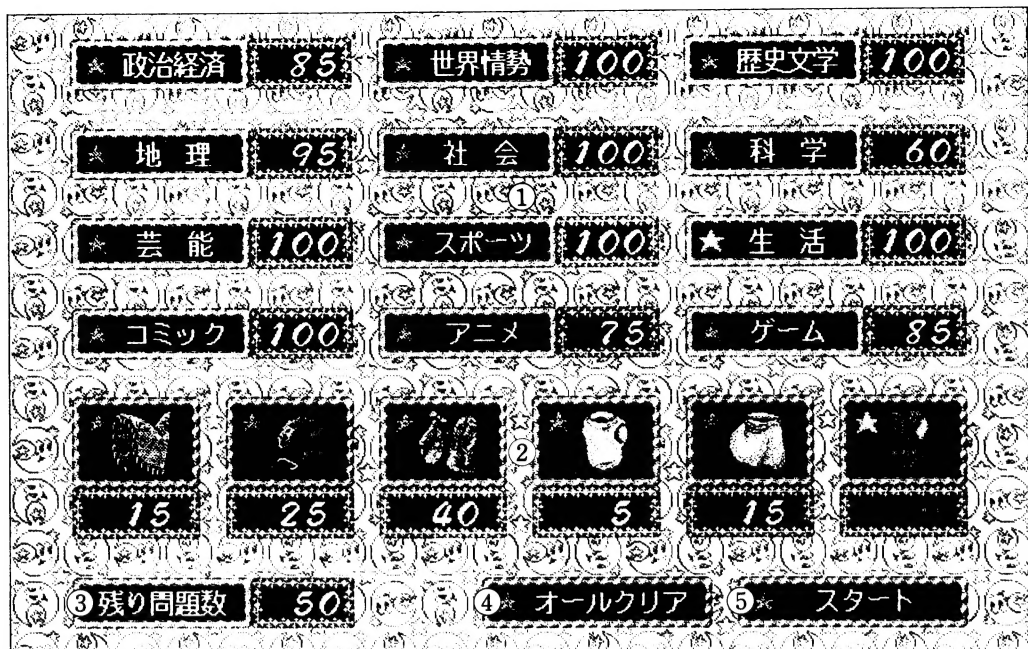 政治経済 85 世界情勢 100 歴史文学 100
地理 95 社会 100 科学 60
①
芸能 100 スポーツ 100 生活 100
コミック 100 アニメ 75 ゲーム 85
②
15 25 40 5 15
③残り問題数 50 ④オールクリア ⑤スタート